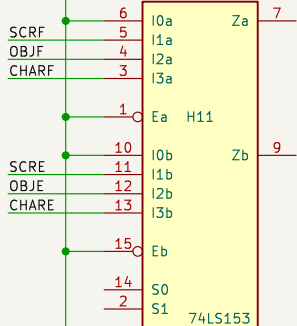 6 I0a Za 7
SCRF 5 I1a
OBJF 4 I2a
CHARF 3 I3a
1 Ea H11
10 I0b Zb 9
SCRE 11 I1b
OBJE 12 I2b
CHARE 13 I3b
15 Eb
14 S0
2 S1
74LS153